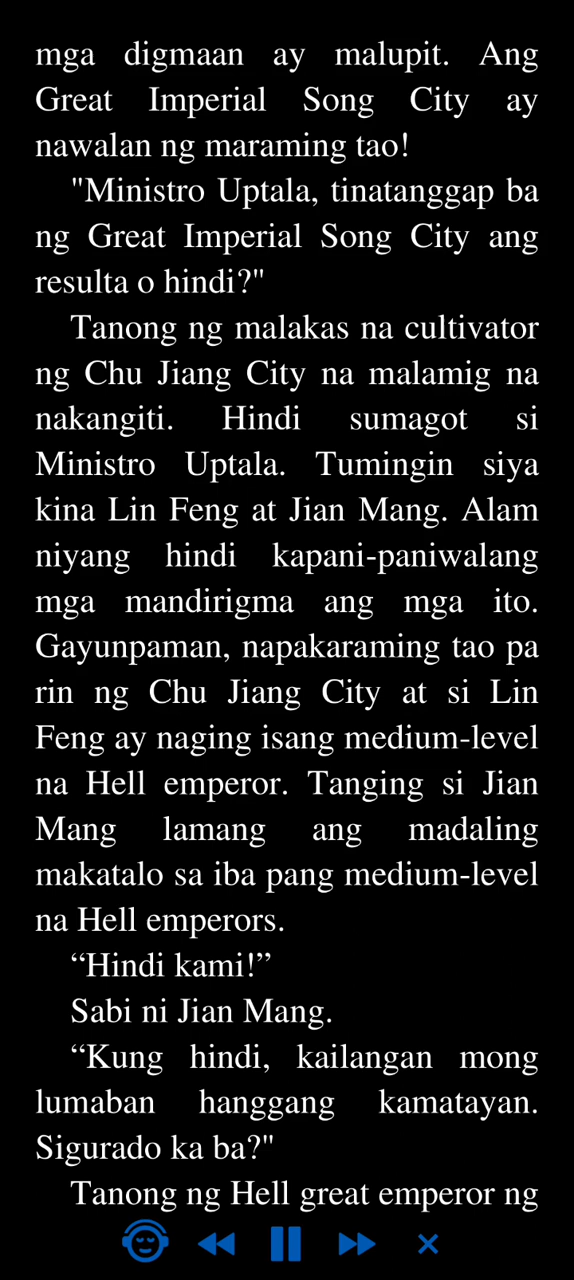 mga digmaan ay malupit. Ang
Great Imperial Song City ay
nawalan ng maraming tao!
"Ministro Uptala, tinatanggap ba
ng Great Imperial Song City ang
resulta o hindi?"
Tanong ng malakas na cultivator
ng Chu Jiang City na malamig na
nakangiti. Hindi sumagot si
Ministro Uptala. Tumingin siya
kina Lin Feng at Jian Mang. Alam
niyang hindi kapani-paniwalang
mga mandirigma ang mga ito.
Gayunpaman, napakaraming tao pa
rin ng Chu Jiang City at si Lin
Feng ay naging isang medium-level
na Hell emperor. Tanging si Jian
Mang lamang ang madaling
makatalo sa iba pang medium-level
na Hell emperors.
“Hindi kami!”
Sabi ni Jian Mang.
“Kung hindi, kailangan mong
lumaban hanggang kamatayan.
Sigurado ka ba?"
Tanong ng Hell great emperor ng